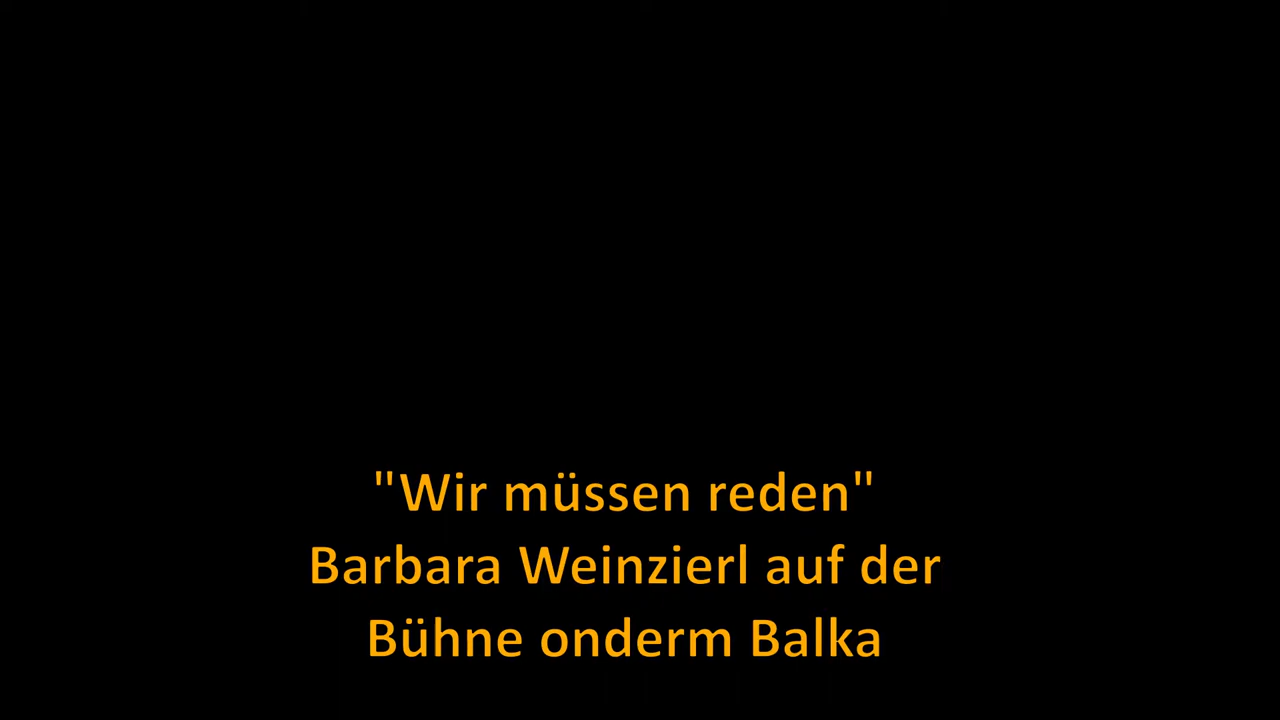 "Wir müssen reden"
Barbara Weinzierl auf der
Bühne onderm Balka